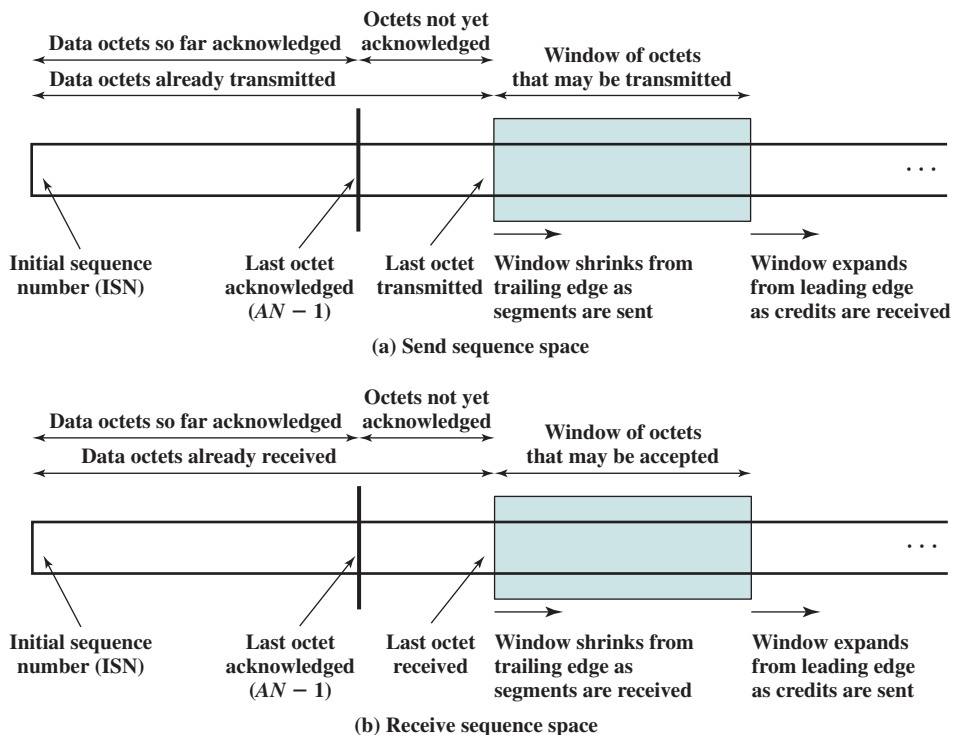 Octets not yet
Data octets so far acknowledged acknowledged
Window of octets
Data octets already transmitted that may be transmitted
. . .
Initial sequence
number (ISN)
Last octet
acknowledged
(AN − 1)
Last octet
transmitted
Window shrinks from
trailing edge as
segments are sent
Window expands
from leading edge
as credits are received
(a) Send sequence space
Octets not yet
Data octets so far acknowledged acknowledged
Window of octets
Data octets already received that may be accepted
. . .
Initial sequence
number (ISN)
Last octet
acknowledged
(AN − 1)
Last octet
received
Window shrinks from
trailing edge as
segments are received
Window expands
from leading edge
as credits are sent
(b) Receive sequence space